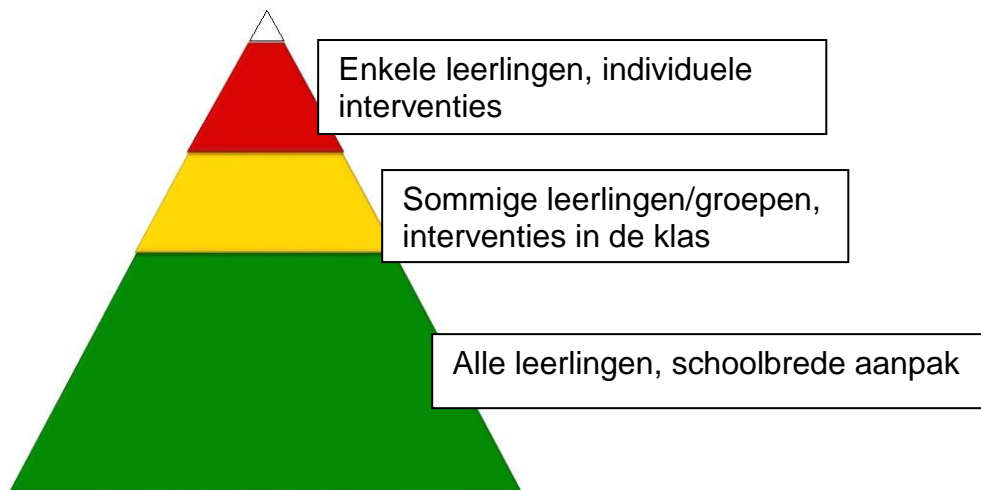 Enkele leerlingen, individuele
interventies
Sommige leerlingen/groepen,
interventies in de klas
Alle leerlingen, schoolbrede aanpak